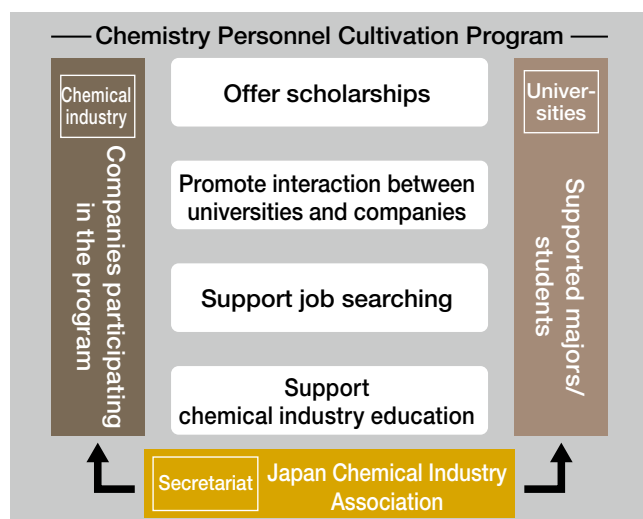 Chemistry Personnel Cultivation Program
Chemical
industry
Companies participating
in the program
Offer scholarships
Promote interaction between
universities and companies
Support job searching
Support
chemical industry education
Univer-
sities
Supported majors/
students
Secretariat
Japan Chemical Industry
Association